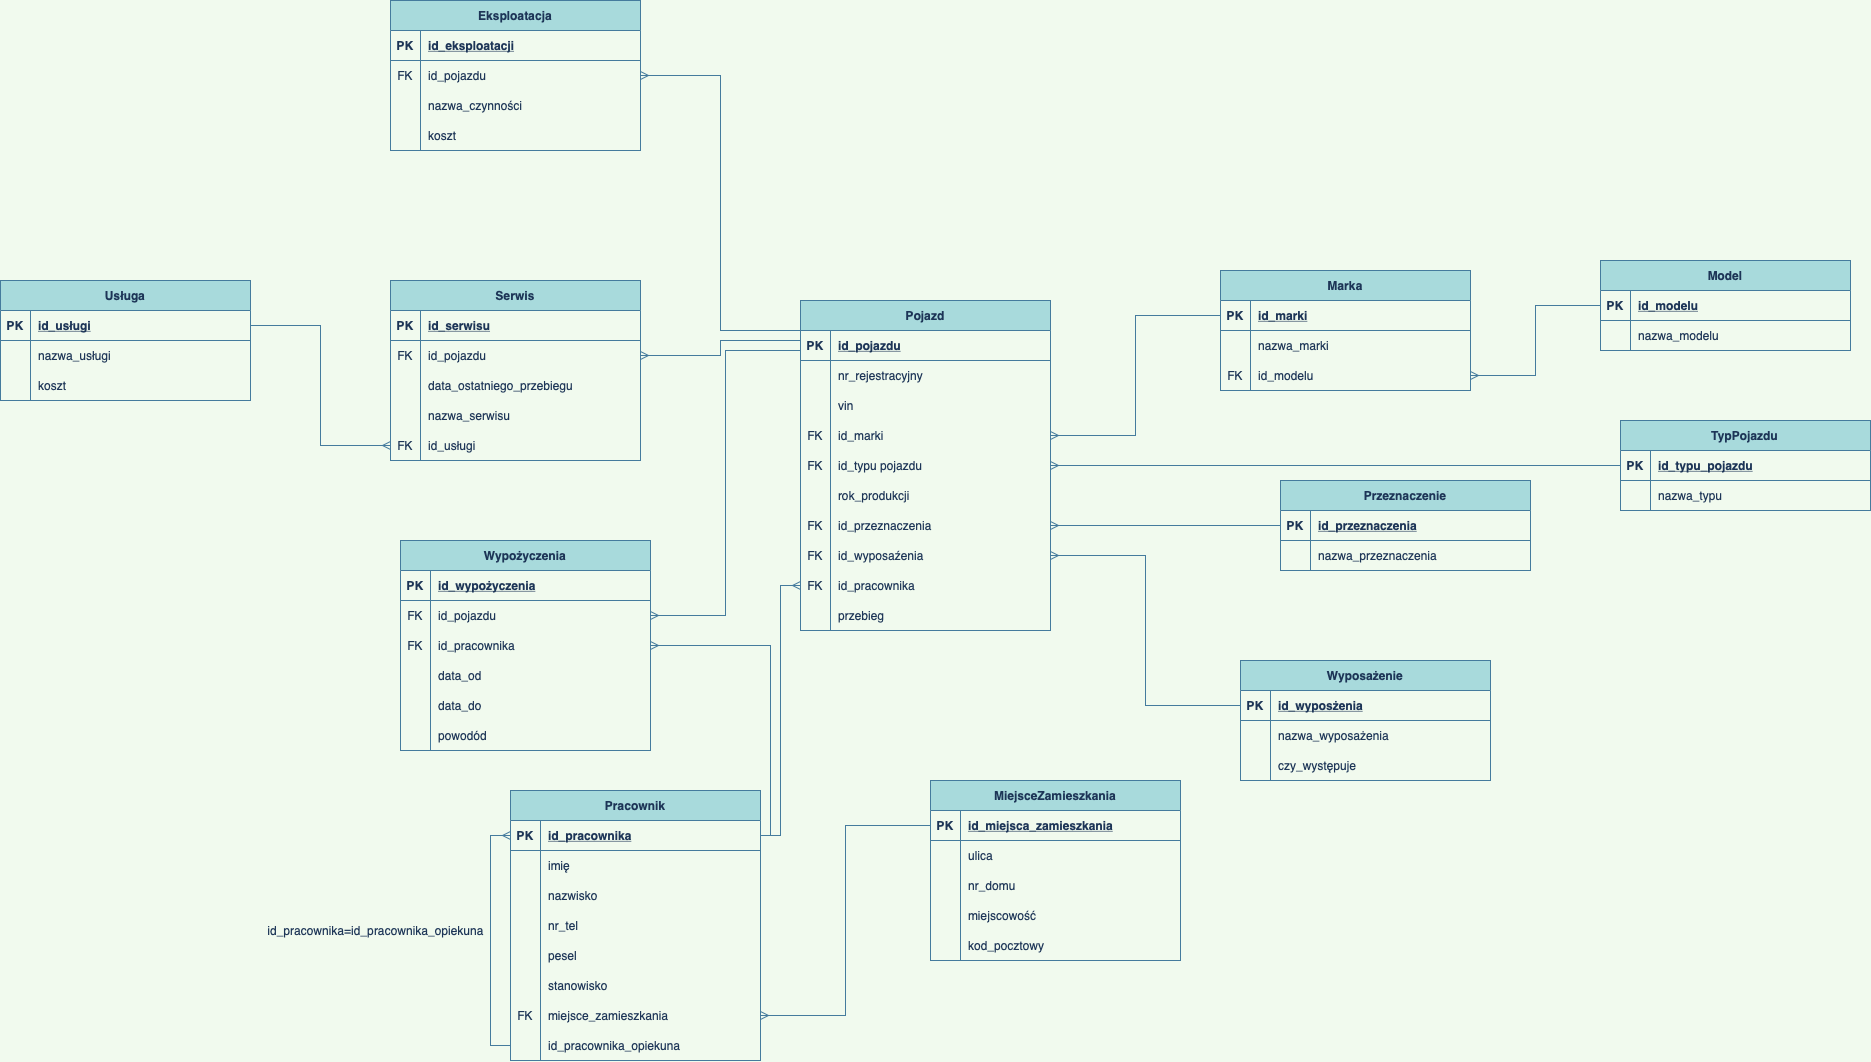 Eksploatacja
PK id_eksploatacji
FK id_pojazdu
nazwa_czynności
koszt
Usługa
PK id_usługi
nazwa_usługi
koszt
Serwis
PK id_serwisu
FK id_pojazdu
data_ostatniego_przebiegu
nazwa_serwisu
FK id_usługi
Pojazd
PK id_pojazdu
nr_rejestracyjny
vin
FK id_marki
FK id_typu pojazdu
rok_produkcji
FK id_przeznaczenia
FK id_wyposażenia
FK id_pracownika
przebieg
Marka
PK id_marki
nazwa_marki
FK id_modelu
Model
PK id_modelu
nazwa_modelu
TypPojazdu
PK id_typu_pojazdu
nazwa_typu
Przeznaczenie
PK id_przeznaczenia
nazwa_przeznaczenia
Wypożyczenia
PK id_wypożyczenia
FK id_pojazdu
FK id_pracownika
data_od
data_do
powodód
Wyposażenie
PK id_wyposżenia
nazwa_wyposażenia
czy_występuje
Pracownik
PK id_pracownika
imię
nazwisko
nr_tel
pesel
stanowisko
FK miejsce_zamieszkania
id_pracownika_opiekuna
id_pracownika=id_pracownika_opiekuna
MiejsceZamieszkania
PK id_miejsca_zamieszkania
ulica
nr_domu
miejscowość
kod_pocztowy